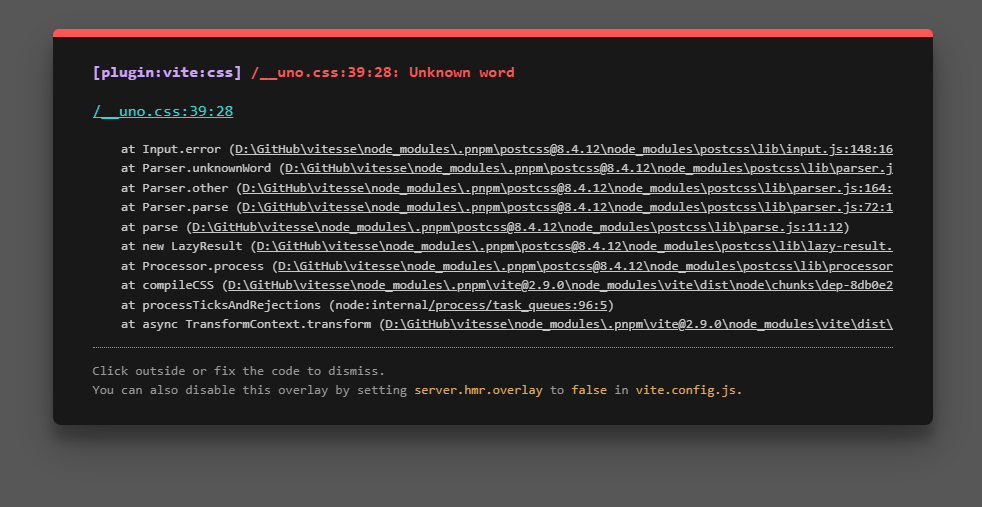 [plugin:vite:css] /__uno.css:39:28: Unknown word
/__uno.css:39:28
at Input.error (D:\GitHub\vitesse\node_modules\.pnpm\postcss@8.4.12\node_modules\postcss\lib\input.js:148:16
at Parser.unknownWord (D:\GitHub\vitesse\node_modules\.pnpm\postcss@8.4.12\node_modules\postcss\lib\parser.j
at Parser.other (D:\GitHub\vitesse\node_modules\.pnpm\postcss@8.4.12\node_modules\postcss\lib\parser.js:164:
at Parser.parse (D:\GitHub\vitesse\node_modules\.pnpm\postcss@8.4.12\node_modules\postcss\lib\parser.js:72:1
at parse (D:\GitHub\vitesse\node_modules\.pnpm\postcss@8.4.12\node_modules\postcss\lib\parse.js:11:12)
at new LazyResult (D:\GitHub\vitesse\node_modules\.pnpm\postcss@8.4.12\node_modules\postcss\lib\lazy-result.
at Processor.process (D:\GitHub\vitesse\node_modules\.pnpm\postcss@8.4.12\node_modules\postcss\lib\processor
at compileCSS (D:\GitHub\vitesse\node_modules\.pnpm\vite@2.9.0\node_modules\vite\dist\node\chunks\dep-8db0e2
at processTicksAndRejections (node:internal/process/task_queues:96:5)
at async TransformContext.transform (D:\GitHub\vitesse\node_modules\.pnpm\vite@2.9.0\node_modules\vite\dist\
Click outside or fix the code to dismiss.
You can also disable this overlay by setting server.hmr.overlay to false in vite.config.js.